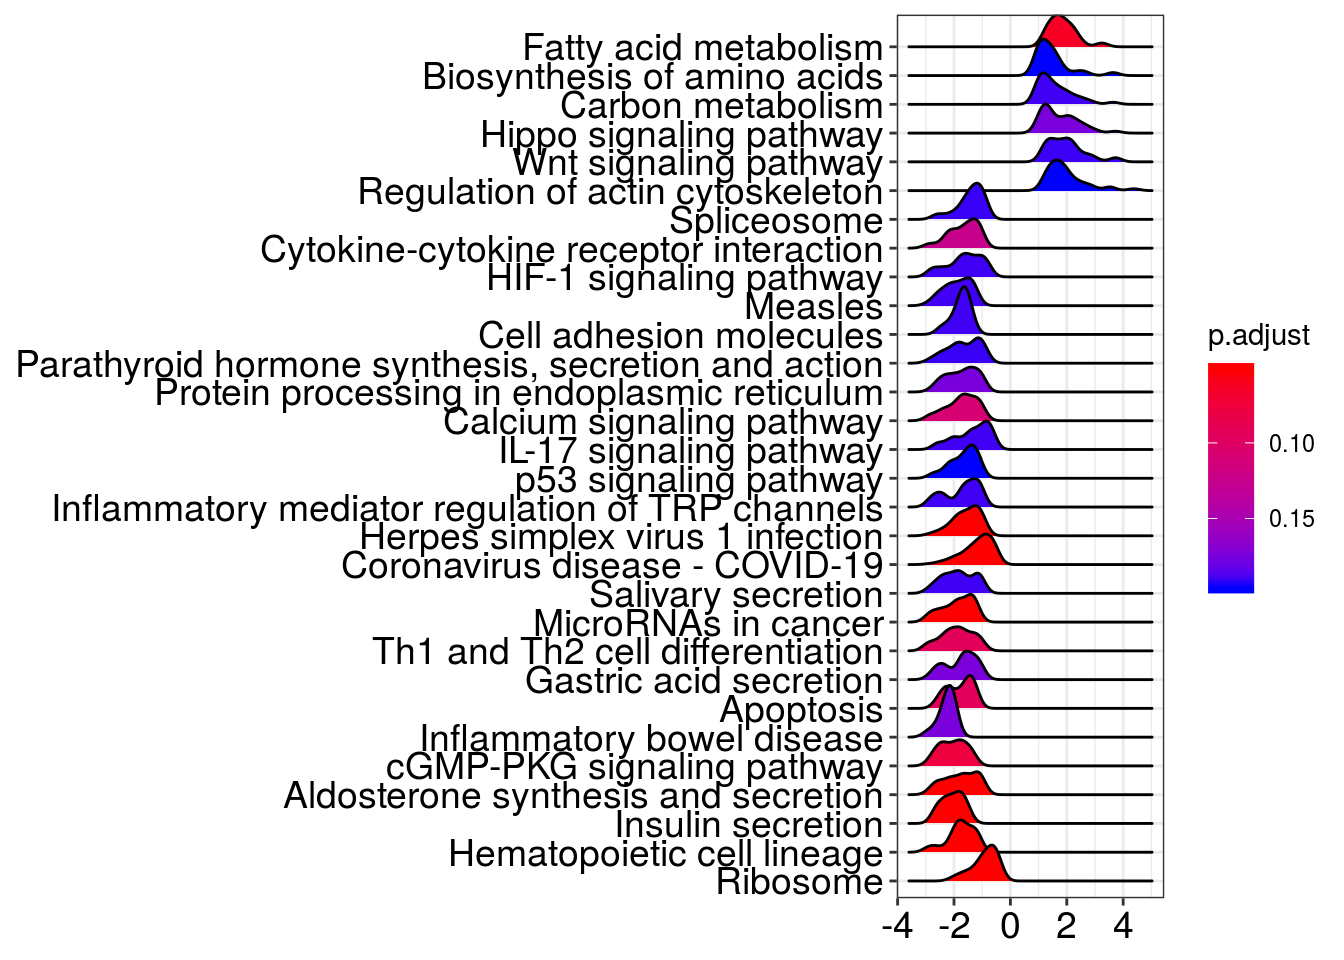 Fatty acid metabolism
Biosynthesis of amino acids
Carbon metabolism
Hippo signaling pathway
Wnt signaling pathway
Regulation of actin cytoskeleton
Spliceosome
Cytokine-cytokine receptor interaction
HIF-1 signaling pathway
Measles
Cell adhesion molecules
Parathyroid hormone synthesis, secretion and action
Protein processing in endoplasmic reticulum
Calcium signaling pathway
IL-17 signaling pathway
p53 signaling pathway
Inflammatory mediator regulation of TRP channels
Herpes simplex virus 1 infection
Coronavirus disease - COVID-19
Salivary secretion
MicroRNAs in cancer
Th1 and Th2 cell differentiation
Gastric acid secretion
Apoptosis
Inflammatory bowel disease
cGMP-PKG signaling pathway
Aldosterone synthesis and secretion
Insulin secretion
Hematopoietic cell lineage
Ribosome
-4 -2 0 2 4
p.adjust
0.10
0.15